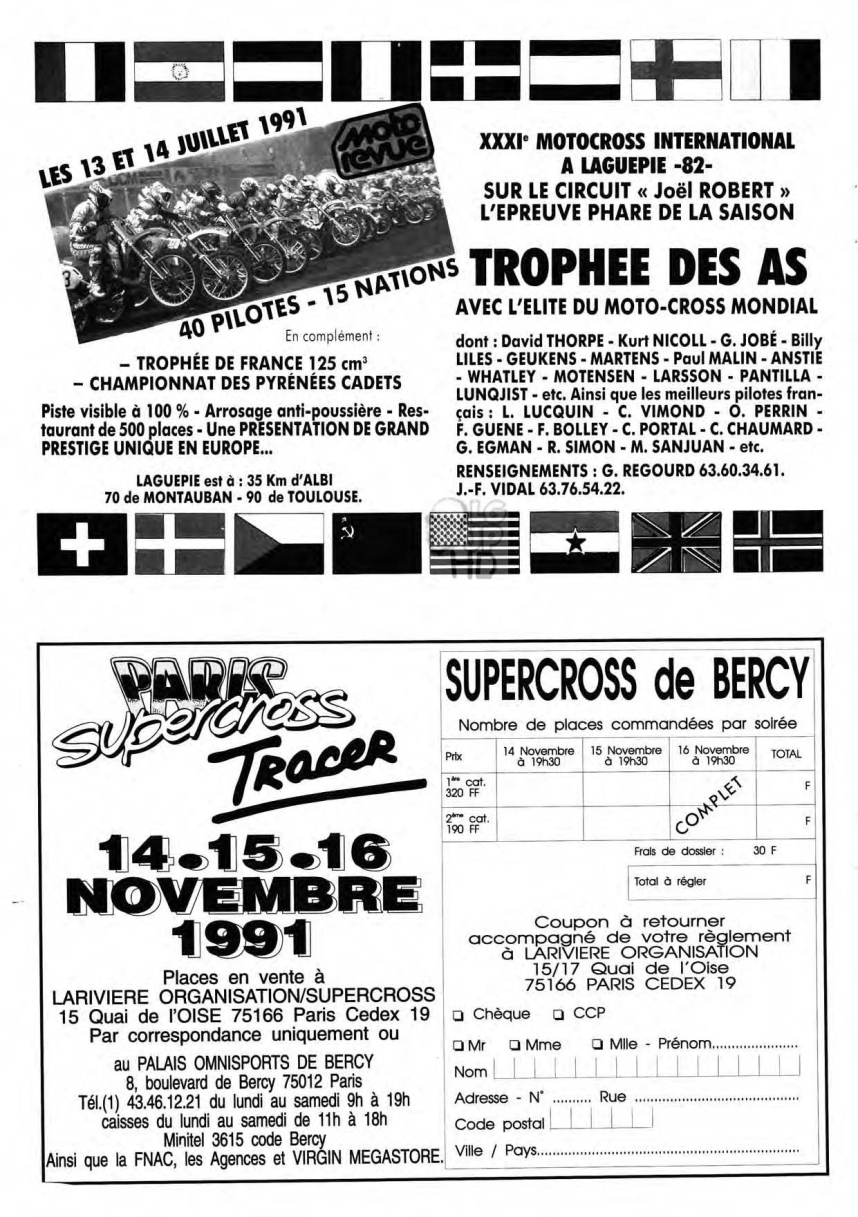 LES 13 ET 14 JUILLET 1991
Moto
revue
40 PILOTES - 15 NATIONS
En complément :
– TROPHÉE DE FRANCE 125 cm³
– CHAMPIONNAT DES PYRÉNÉES CADETS
Piste visible à 100 % - Arrosage anti-poussière - Res-
taurant de 500 places - Une PRÉSENTATION DE GRAND
PRESTIGE UNIQUE EN EUROPE...
LAGUEPIE est à : 35 Km d'ALBI
70 de MONTAUBAN - 90 de TOULOUSE.
XXXIᵉ MOTOCROSS INTERNATIONAL
A LAGUEPIE -82-
SUR LE CIRCUIT « Joël ROBERT »
L'EPREUVE PHARE DE LA SAISON
TROPHEE DES AS
AVEC L'ELITE DU MOTO-CROSS MONDIAL
dont : David THORPE - Kurt NICOLL - G. JOBÉ - Billy
LILES - GEUKENS - MARTENS - Paul MALIN - ANSTIE
- WHATLEY - MOTENSEN - LARSSON - PANTILLA -
LUNQJIST - etc. Ainsi que les meilleurs pilotes fran-
çais : L. LUCQUIN - C. VIMOND - O. PERRIN -
F. GUENE - F. BOLLEY - C. PORTAL - C. CHAUMARD -
G. EGMAN - R. SIMON - M. SANJUAN - etc.
RENSEIGNEMENTS : G. REGOURD 63.60.34.61.
J.-F. VIDAL 63.76.54.22.
PARIS
Supercross
TRACER
14.15.16
NOVEMBRE
1991
Places en vente à
LARIVIERE ORGANISATION/SUPERCROSS
15 Quai de l'OISE 75166 Paris Cedex 19
Par correspondance uniquement ou
au PALAIS OMNISPORTS DE BERCY
8, boulevard de Bercy 75012 Paris
Tél.(1) 43.46.12.21 du lundi au samedi 9h à 19h
caisses du lundi au samedi de 11h à 18h
Minitel 3615 code Bercy
Ainsi que la FNAC, les Agences et VIRGIN MEGASTORE.
SUPERCROSS de BERCY
Nombre de places commandées par soirée
Prix 14 Novembre à 19h30 15 Novembre à 19h30 16 Novembre à 19h30 TOTAL
1ère cat. 320 FF F
2ème cat. 190 FF F
COMPLET
Frais de dossier : 30 F
Total à régler F
Coupon à retourner
accompagné de votre règlement
à LARIVIERE ORGANISATION
15/17 Quai de l'Oise
75166 PARIS CEDEX 19
❑ Chèque ❑ CCP
❑ Mr ❑ Mme ❑ Mlle - Prénom.......................
Nom
Adresse - N° .......... Rue ...........................................
Code postal
Ville / Pays.....................................................................